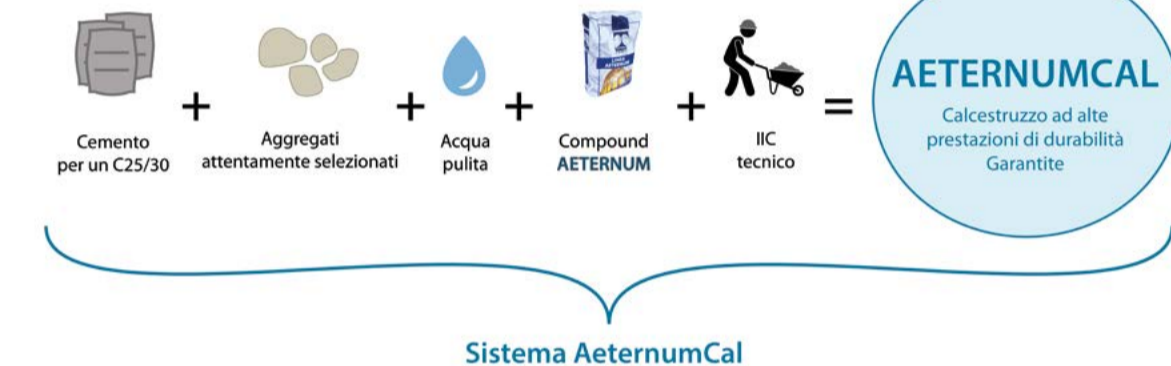 + + + + =
Cemento
per un C25/30
Aggregati
attentamente selezionati
Acqua
pulita
Compound
AETERNUM
IIC
tecnico
AETERNUMCAL
Calcestruzzo ad alte
prestazioni di durabilità
Garantite
Sistema AeternumCal